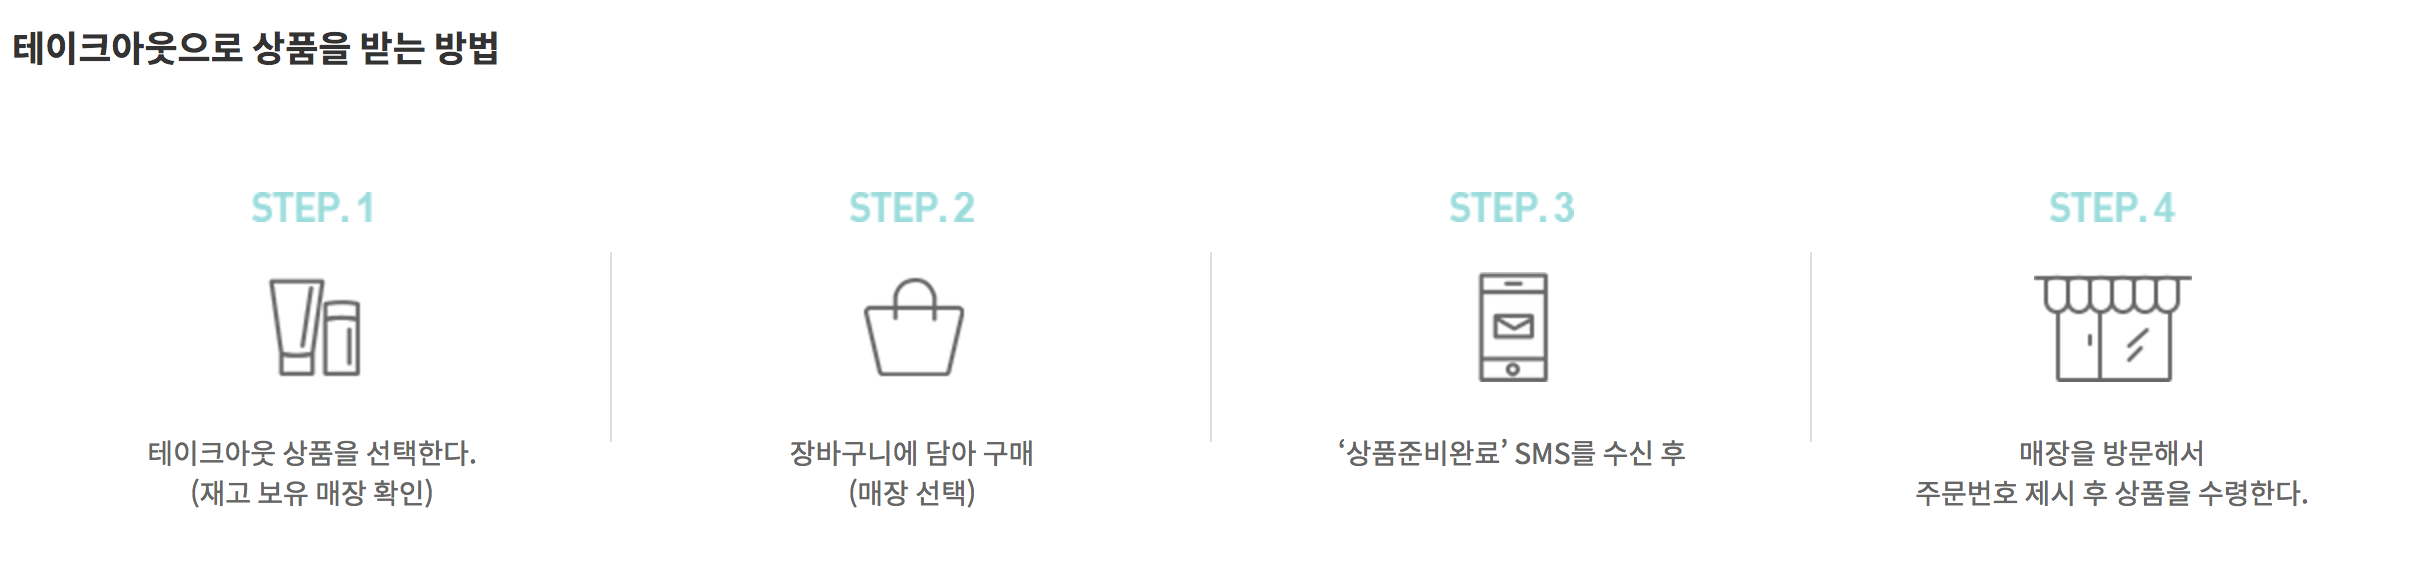 테이크아웃으로 상품을 받는 방법
STEP. 1
테이크아웃 상품을 선택한다.
(재고 보유 매장 확인)
STEP. 2
장바구니에 담아 구매
(매장 선택)
STEP. 3
‘상품준비완료’ SMS를 수신 후
STEP. 4
매장을 방문해서
주문번호 제시 후 상품을 수령한다.